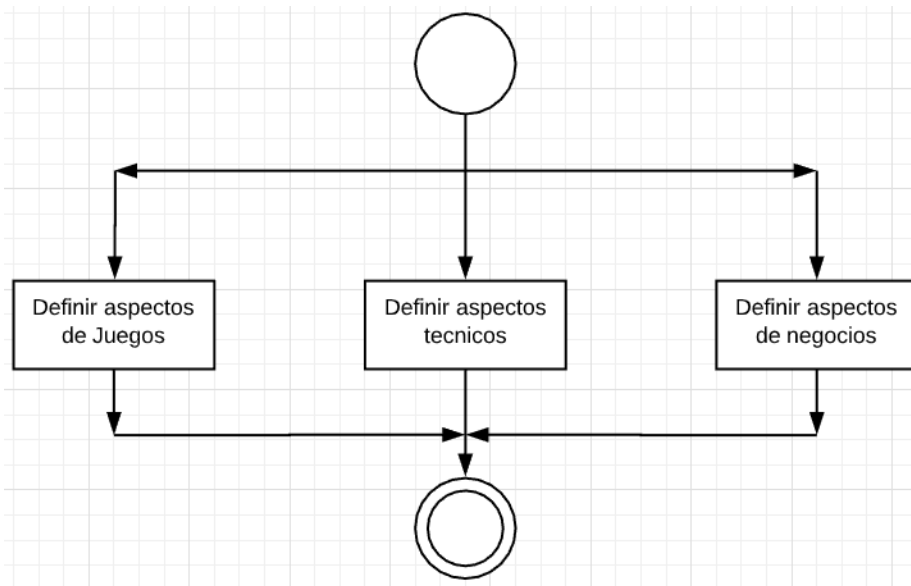 Definir aspectos
de Juegos
Definir aspectos
tecnicos
Definir aspectos
de negocios